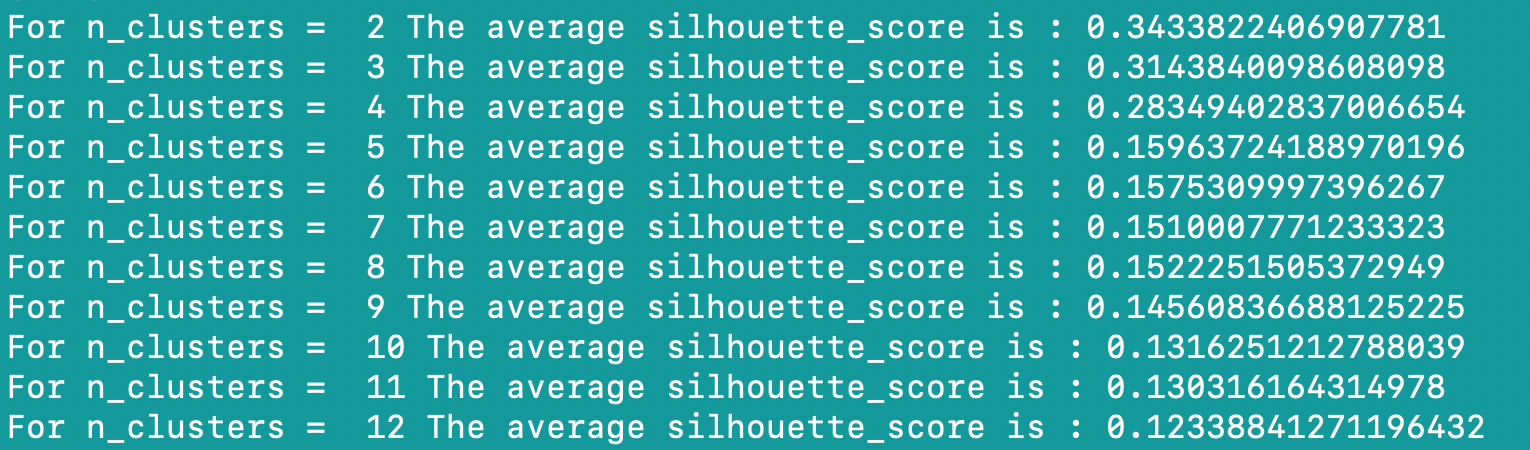 For n_clusters =  2 The average silhouette_score is : 0.3433822406907781
For n_clusters =  3 The average silhouette_score is : 0.3143840098608098
For n_clusters =  4 The average silhouette_score is : 0.28349402837006654
For n_clusters =  5 The average silhouette_score is : 0.15963724188970196
For n_clusters =  6 The average silhouette_score is : 0.1575309997396267
For n_clusters =  7 The average silhouette_score is : 0.1510007771233323
For n_clusters =  8 The average silhouette_score is : 0.1522251505372949
For n_clusters =  9 The average silhouette_score is : 0.14560836688125225
For n_clusters =  10 The average silhouette_score is : 0.1316251212788039
For n_clusters =  11 The average silhouette_score is : 0.130316164314978
For n_clusters =  12 The average silhouette_score is : 0.12338841271196432